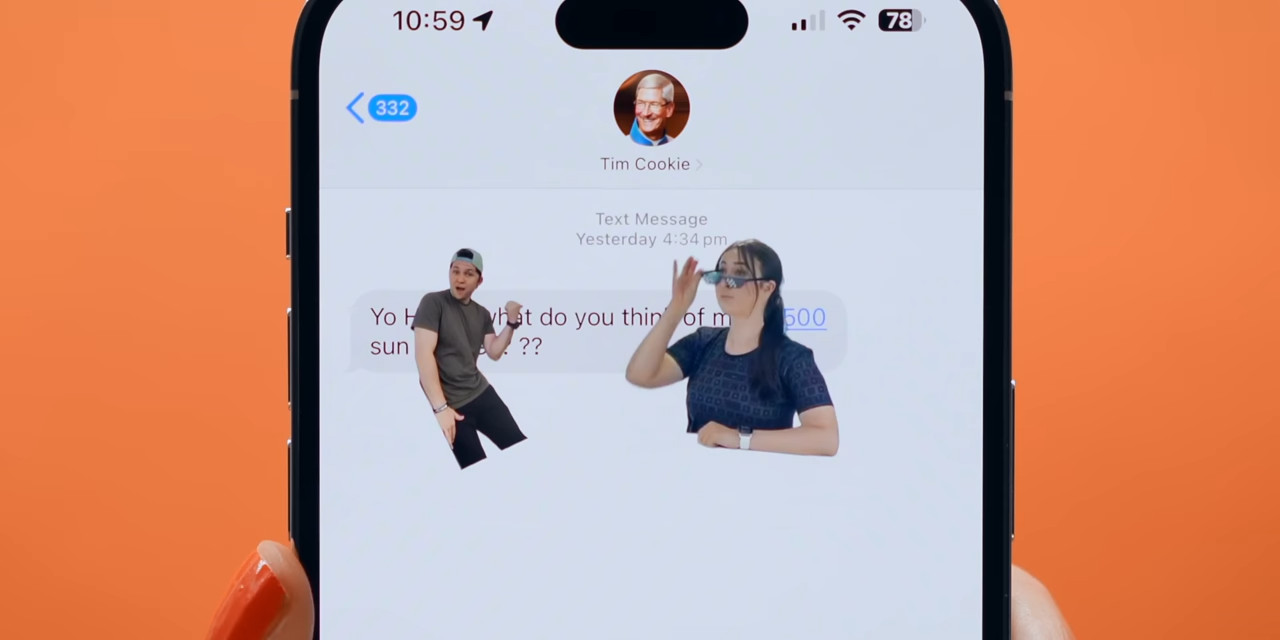 10:59
78
332
Tim Cookie
Text Message
Yesterday 4:34 pm
Yo what do you think of 500
sun ??